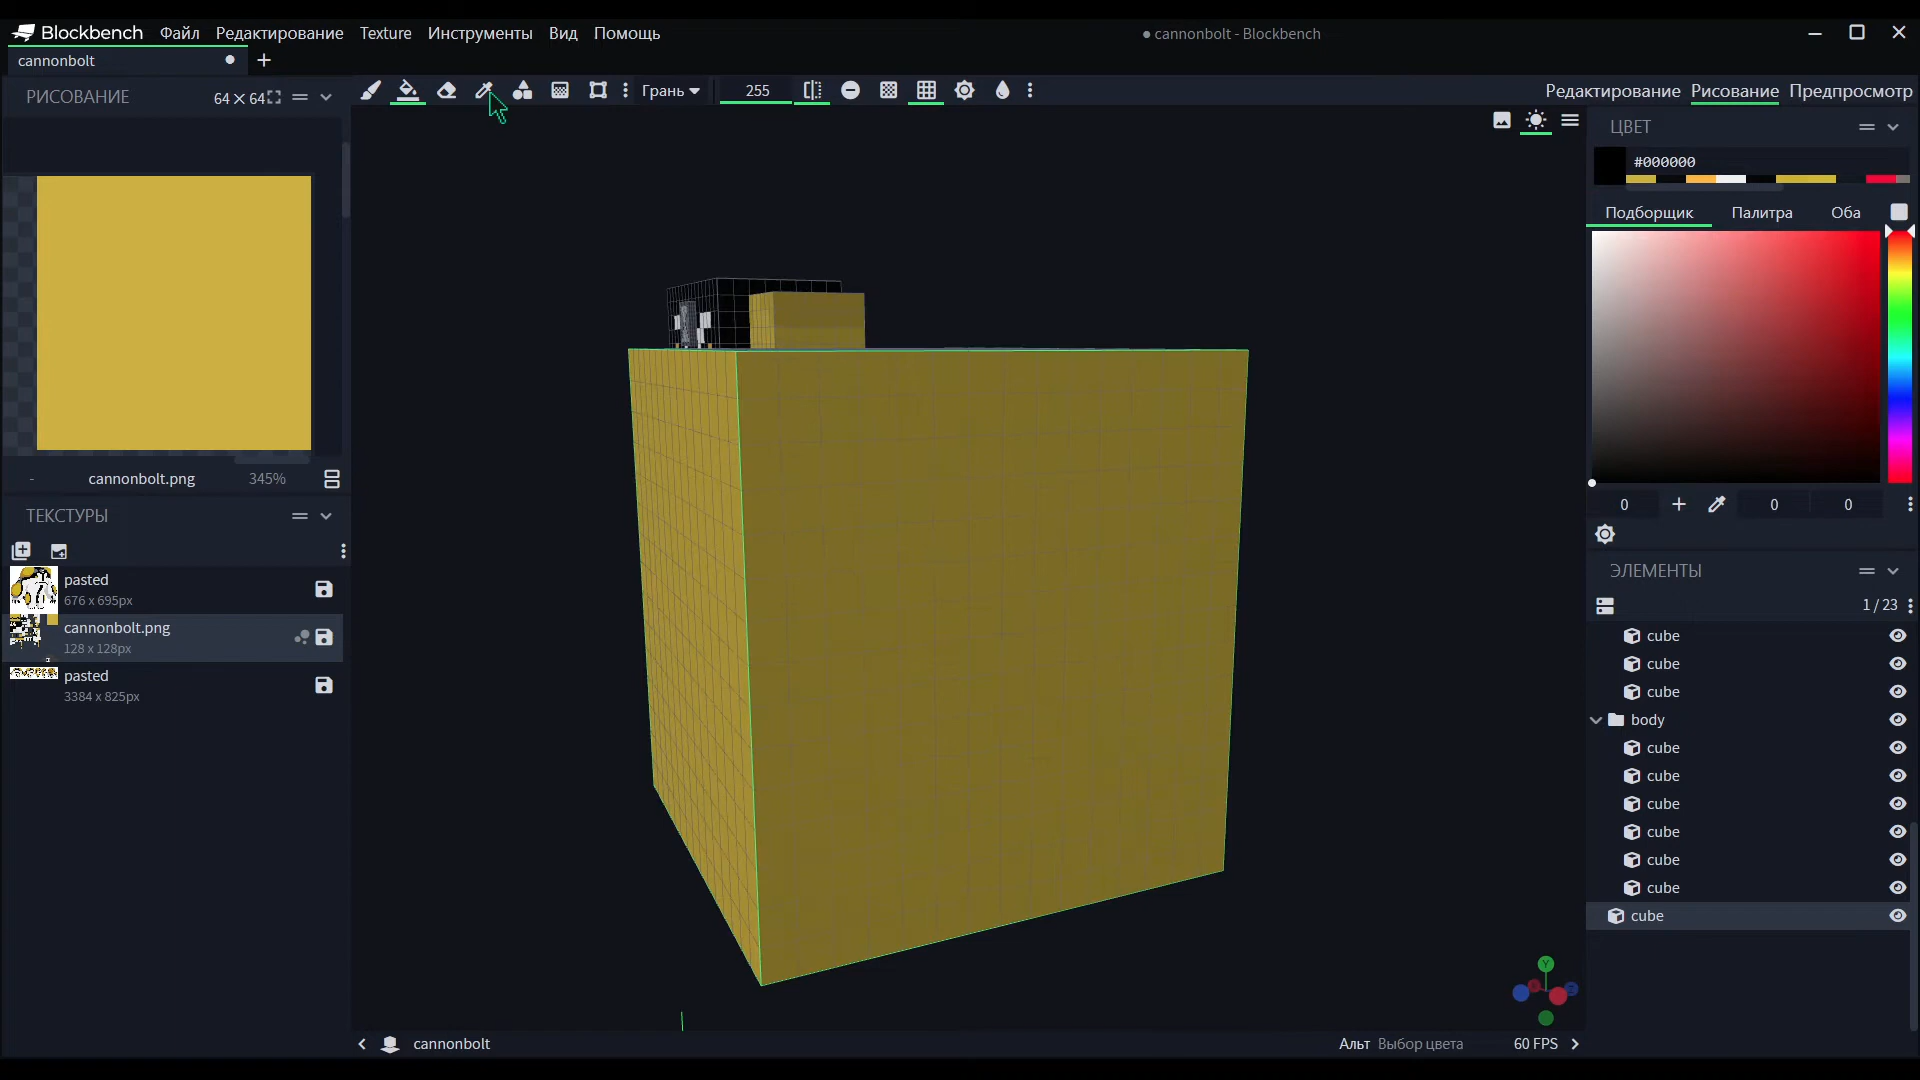 Blockbench Файл Редактирование Texture Инструменты Вид Помощь
cannonbolt - Blockbench
cannonbolt
РИСОВАНИЕ 64 × 64
Грань 255
Редактирование Рисование Предпросмотр
cannonbolt.png 345%
ТЕКСТУРЫ
pasted
676 x 695px
cannonbolt.png
128 x 128px
pasted
3384 x 825px
ЦВЕТ
#000000
Подборщик Палитра Оба
0 0 0
ЭЛЕМЕНТЫ
1 / 23
cube
cube
cube
body
cube
cube
cube
cube
cube
cube
cube
Y
cannonbolt
Альт Выбор цвета 60 FPS